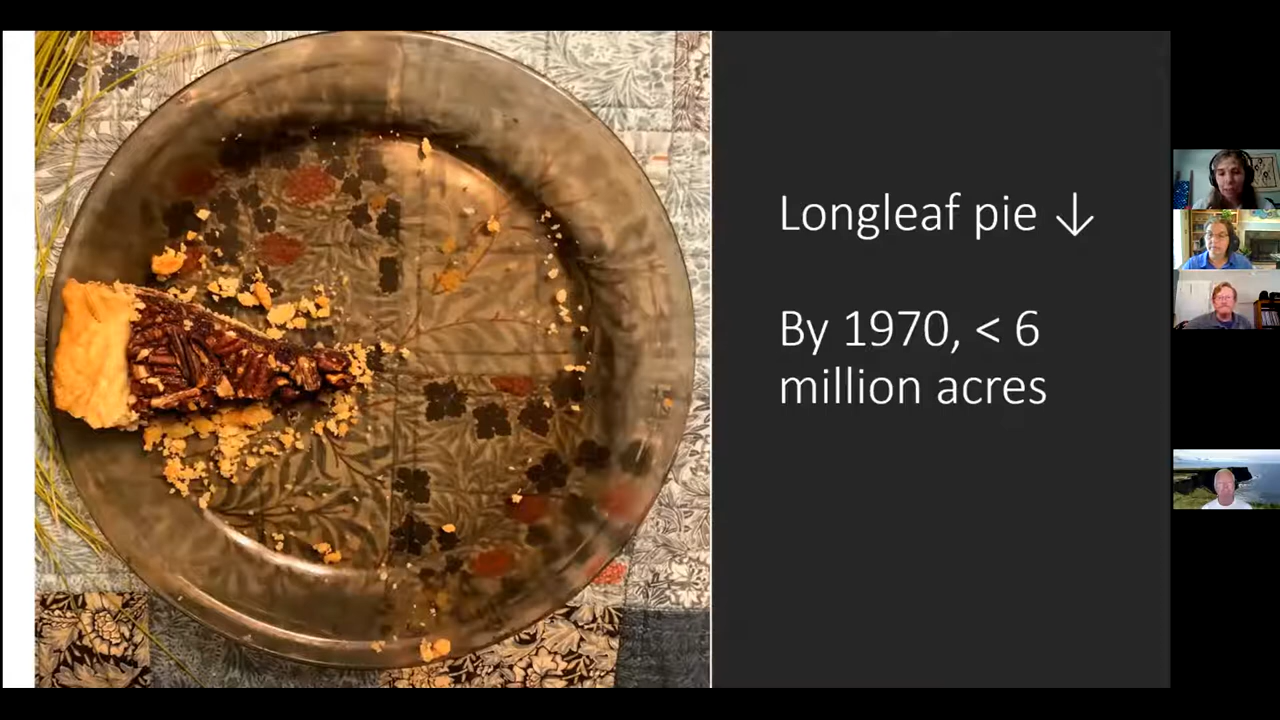 Longleaf pie ↓
By 1970, < 6
million acres